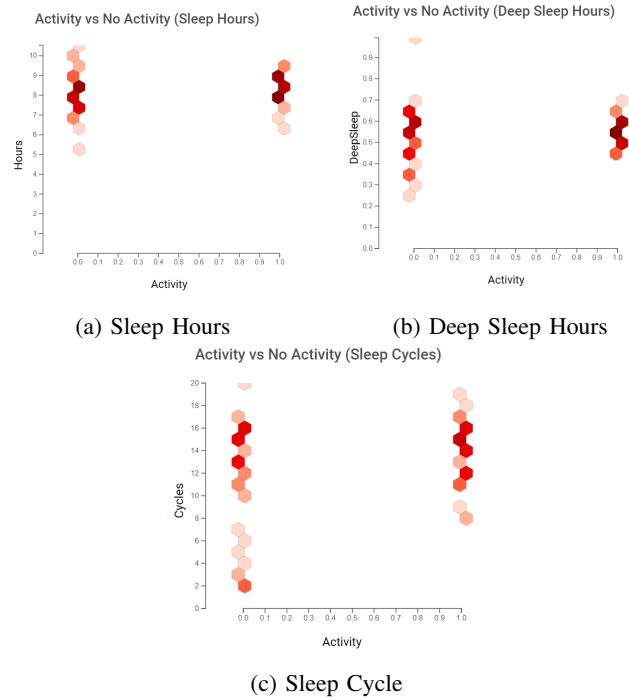 Activity vs No Activity (Sleep Hours)
Hours
10
9
8
7
6
5
4
3
2
1
0
0.0 0.1 0.2 0.3 0.4 0.5 0.6 0.7 0.8 0.9 1.0
Activity
(a) Sleep Hours
Activity vs No Activity (Deep Sleep Hours)
DeepSleep
0.9
0.8
0.7
0.6
0.5
0.4
0.3
0.2
0.1
0.0
0.0 0.1 0.2 0.3 0.4 0.5 0.6 0.7 0.8 0.9 1.0
Activity
(b) Deep Sleep Hours
Activity vs No Activity (Sleep Cycles)
Cycles
20
18
16
14
12
10
8
6
4
2
0
0.0 0.1 0.2 0.3 0.4 0.5 0.6 0.7 0.8 0.9 1.0
Activity
(c) Sleep Cycle